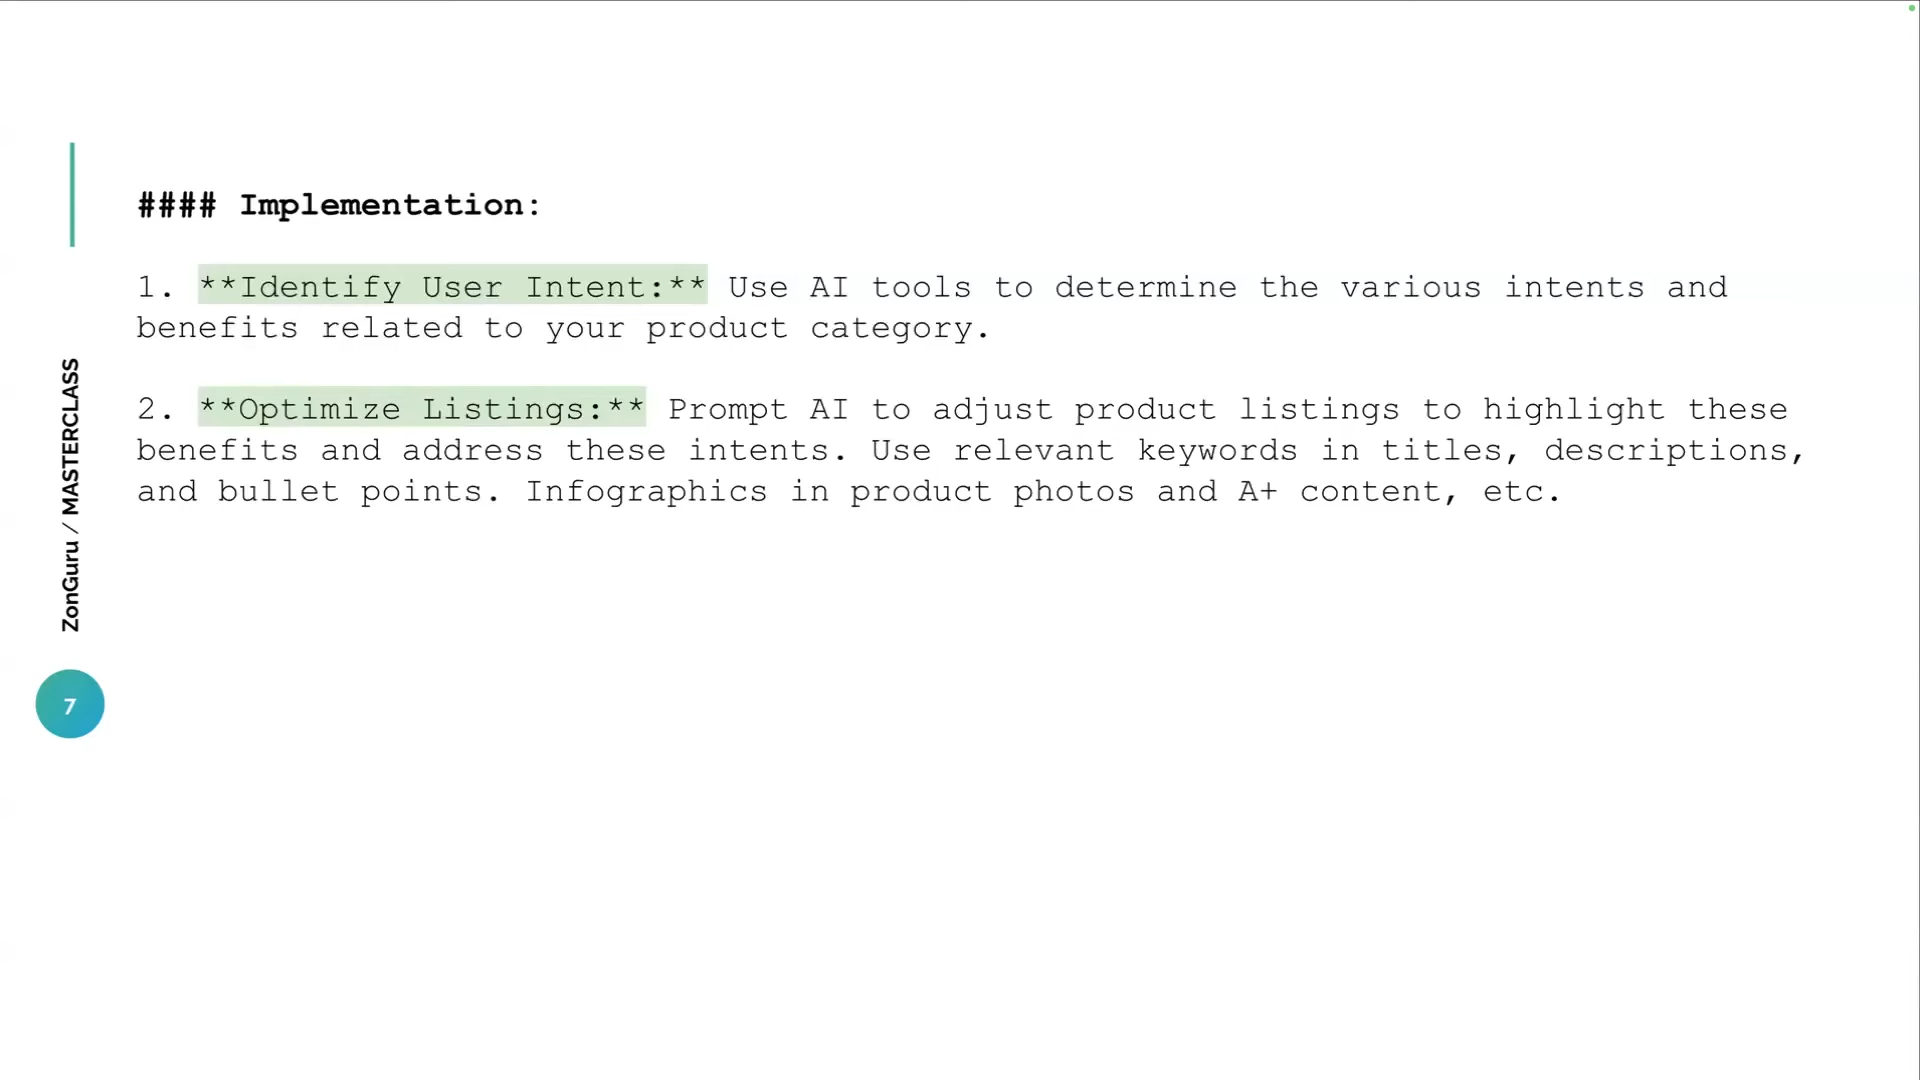 #### Implementation:
1. **Identify User Intent:** Use AI tools to determine the various intents and
benefits related to your product category.
2. **Optimize Listings:** Prompt AI to adjust product listings to highlight these
benefits and address these intents. Use relevant keywords in titles, descriptions,
and bullet points. Infographics in product photos and A+ content, etc.
ZonGuru / MASTERCLASS
7